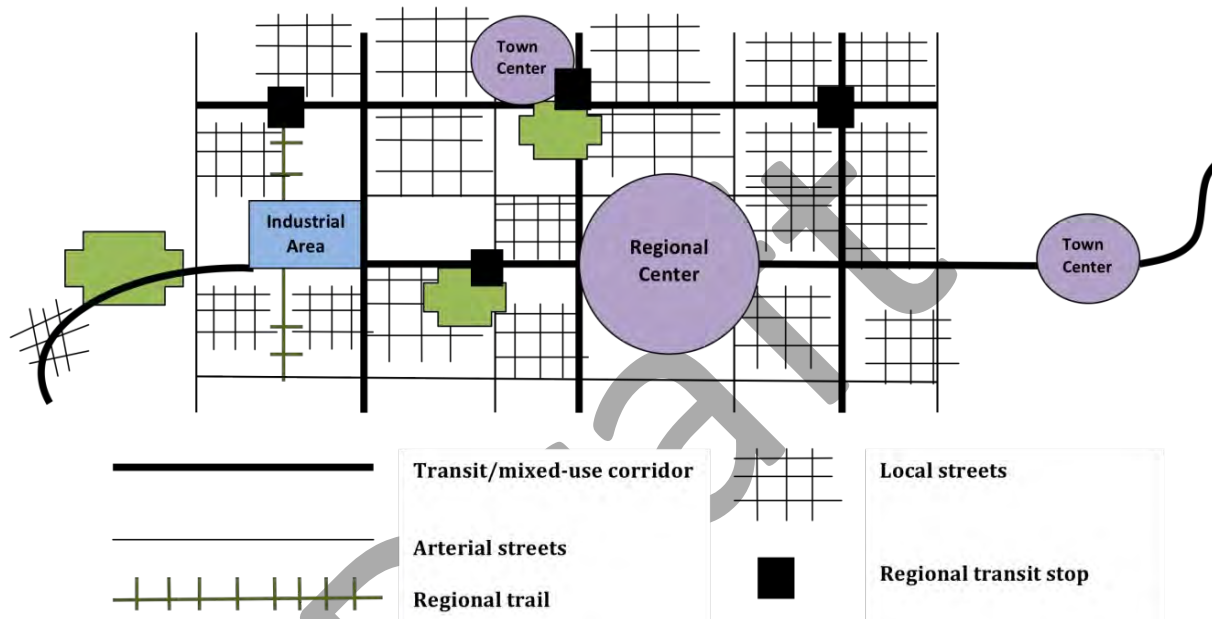 Town
Center
Industrial
Area
Regional
Center
Town
Center
Transit/mixed-use corridor
Local streets
Arterial streets
Regional transit stop
Regional trail
Draft